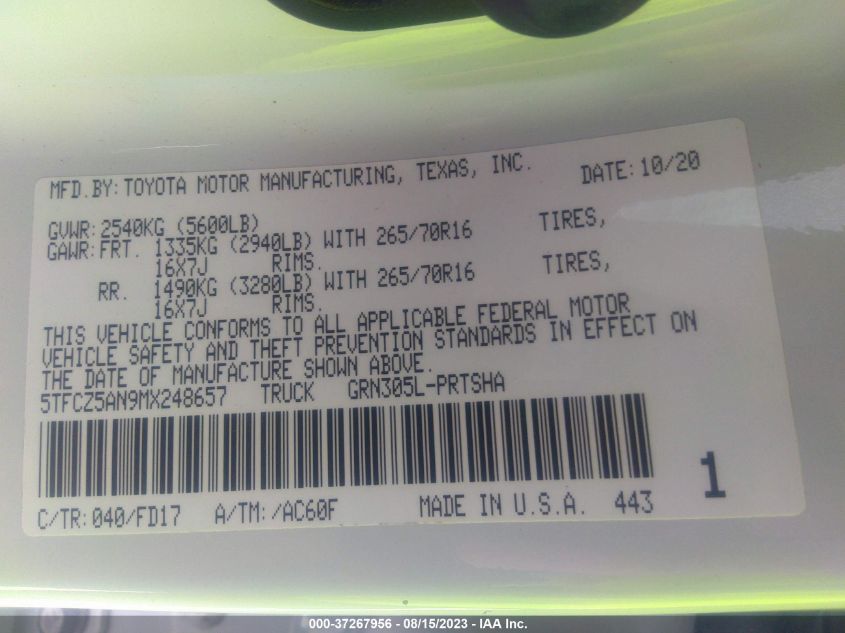 MFD.BY: TOYOTA MOTOR MANUFACTURING, TEXAS, INC. DATE: 10/20
GVWR: 2540KG (5600LB)
GAWR: FRT. 1335KG (2940LB) WITH 265/70R16 TIRES,
16X7J RIMS.
RR. 1490KG (3280LB) WITH 265/70R16 TIRES,
16X7J RIMS.
THIS VEHICLE CONFORMS TO ALL APPLICABLE FEDERAL MOTOR
VEHICLE SAFETY AND THEFT PREVENTION STANDARDS IN EFFECT ON
THE DATE OF MANUFACTURE SHOWN ABOVE.
5TFCZ5AN9MX248657 TRUCK GRN305L-PRTSHA
1
C/TR: 040/FD17 A/TM: /AC60F MADE IN U.S.A. 443
000-37267956 - 08/15/2023 - IAA Inc.